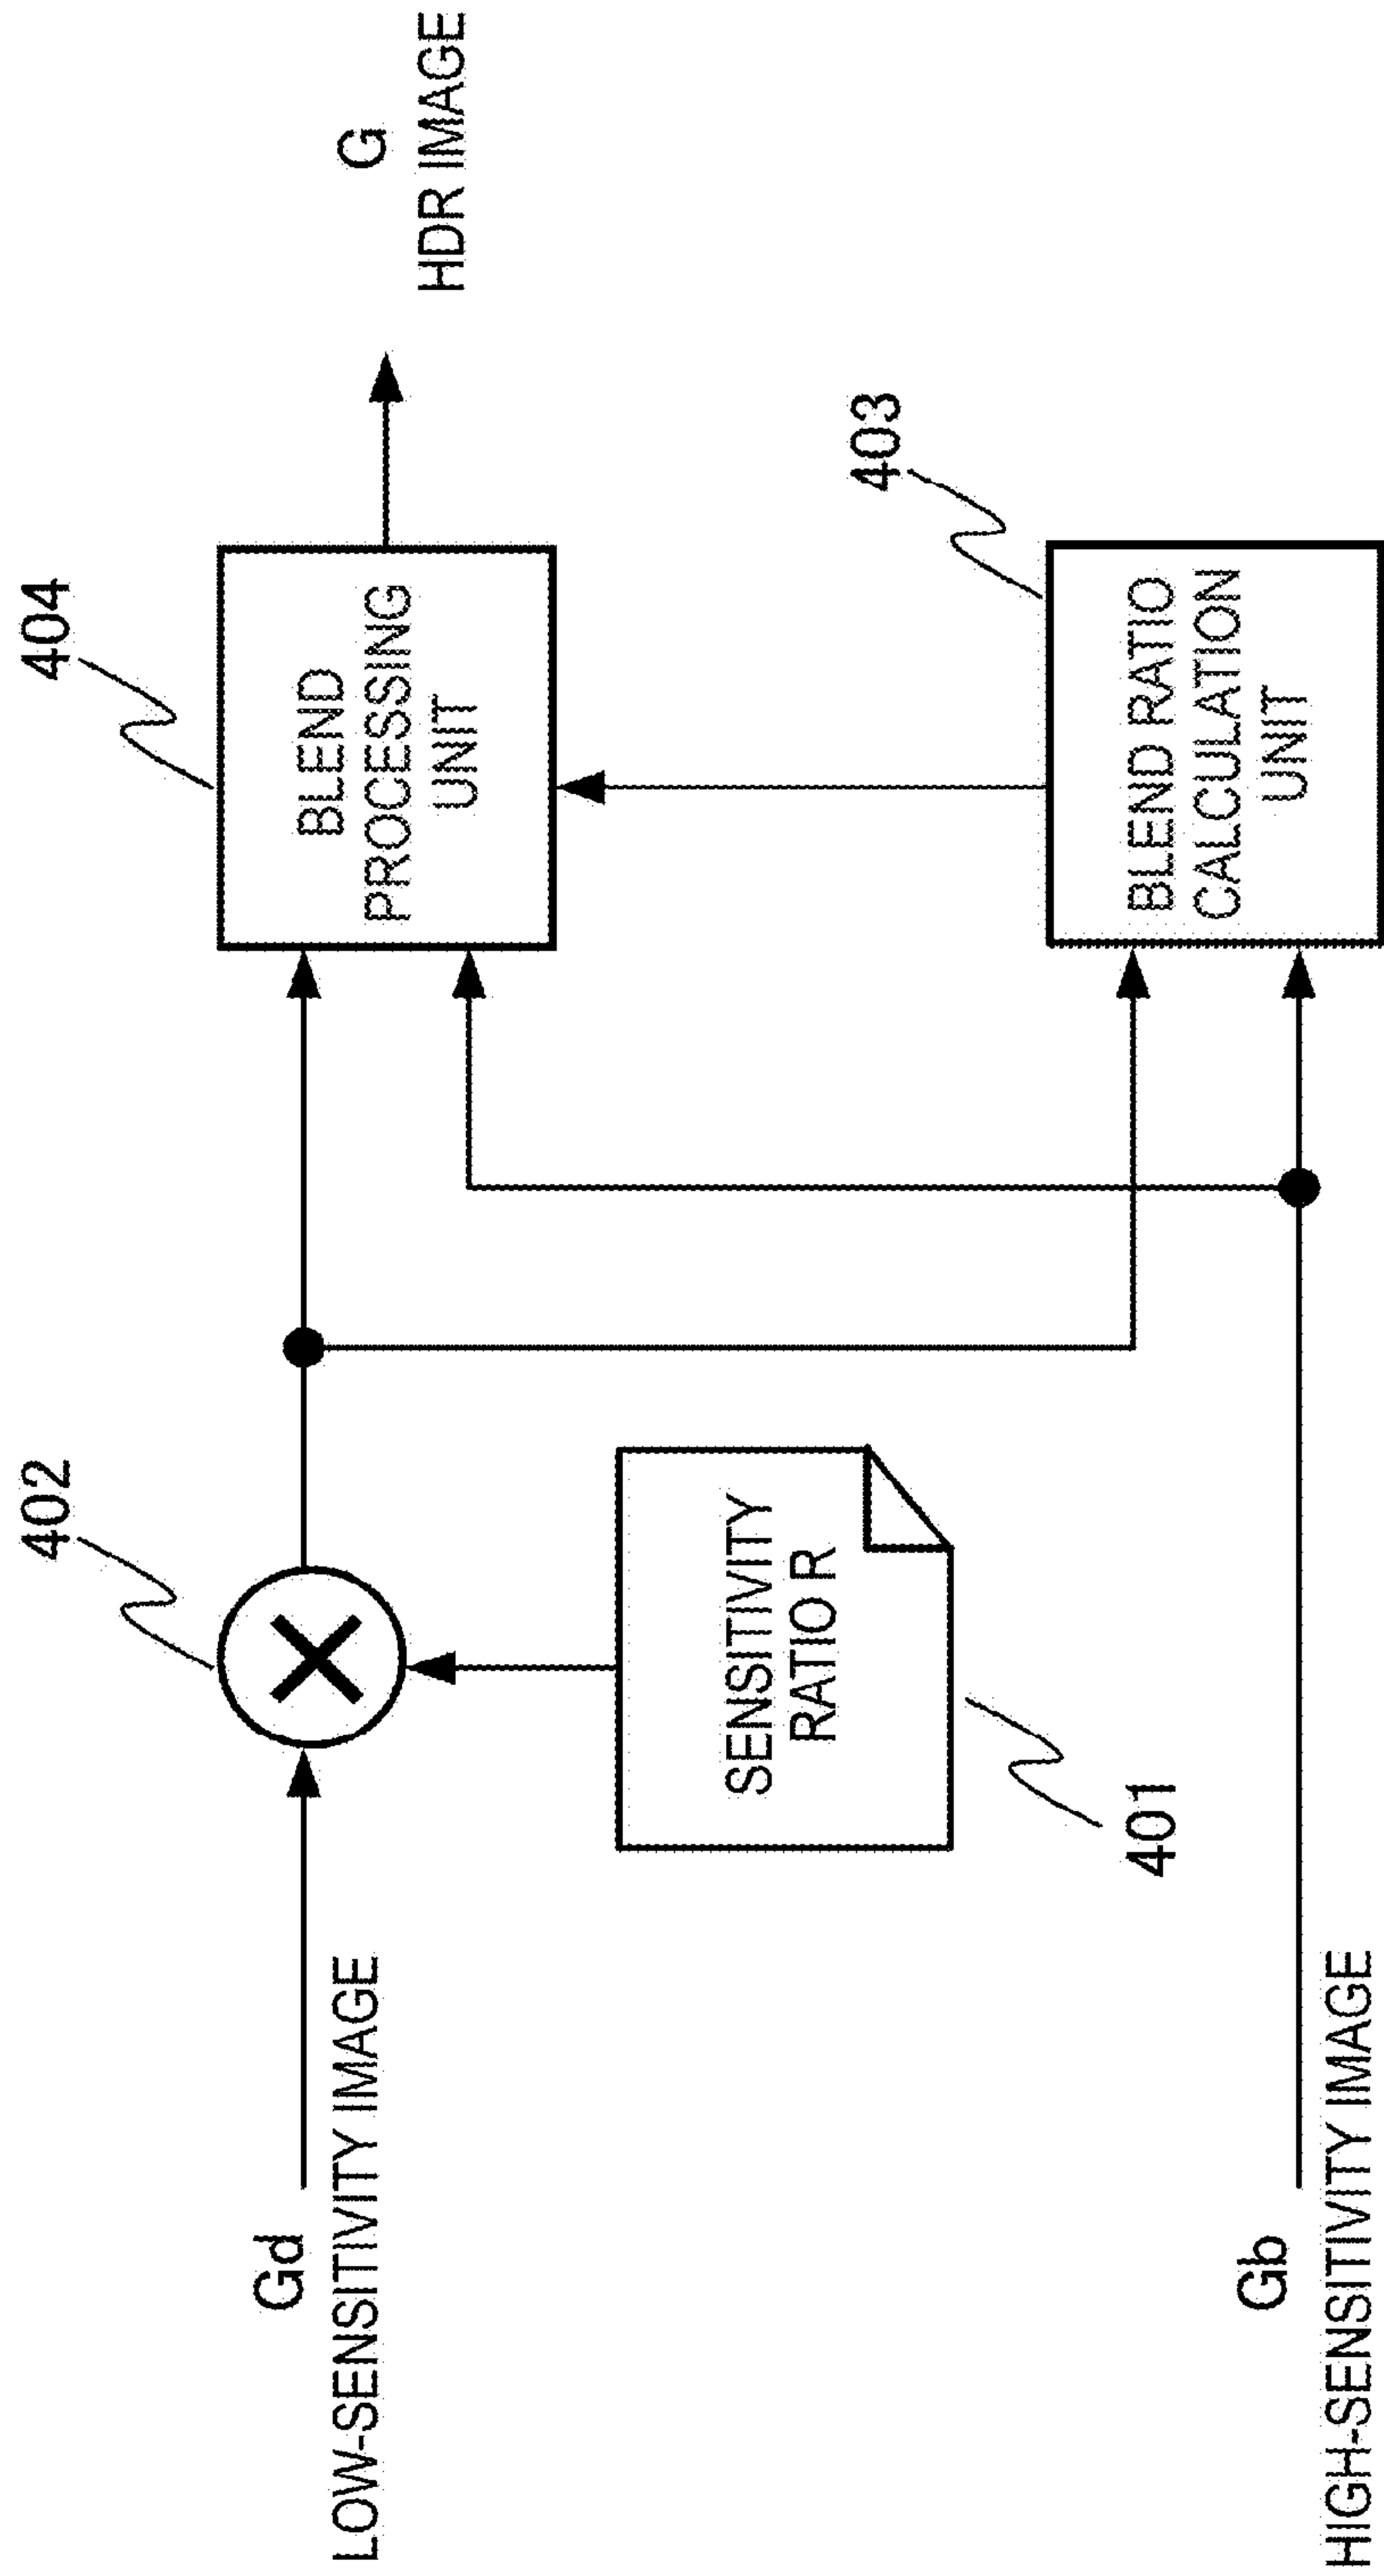 402
404
Gd
LOW-SENSITIVITY IMAGE
BLEND
PROCESSING
UNIT
G
HDR IMAGE
SENSITIVITY
RATIO R
401
403
Gb
HIGH-SENSITIVITY IMAGE
BLEND RATIO
CALCULATION
UNIT